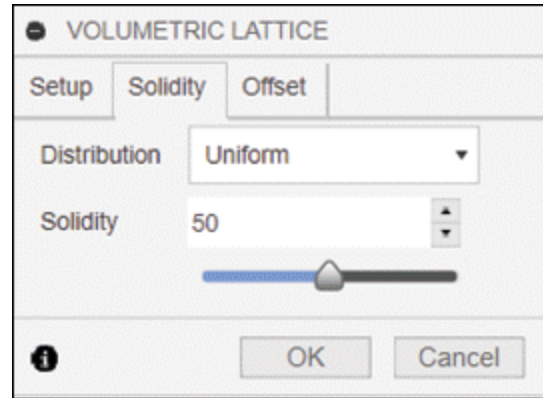 VOLUMETRIC LATTICE
Setup Solidity Offset
Distribution Uniform
Solidity 50
OK Cancel